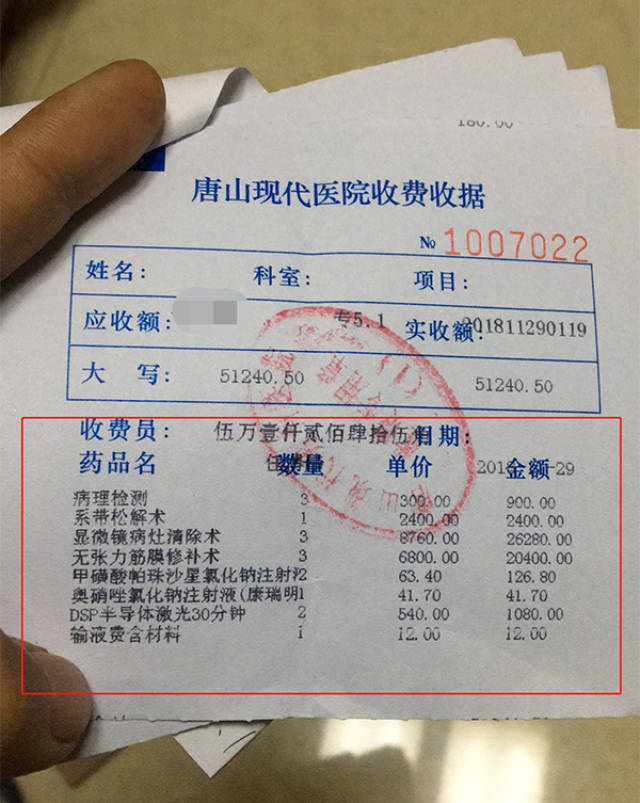 180.00
唐山现代医院收费收据
№ 1007022
姓名： 科室： 项目：
应收额： 专5.1 实收额： 201811290119
大 写： 51240.50 51240.50
收费员： 伍万壹仟贰佰肆拾伍角 日期：
药品名 数量 单价 金额 -29
病理检测 3 300.00 900.00
系带松解术 1 2400.00 2400.00
显微镜病灶清除术 3 8760.00 26280.00
无张力筋膜修补术 3 6800.00 20400.00
甲磺酸帕珠沙星氯化钠注射液2 63.40 126.80
奥硝唑氯化钠注射液(康瑞明1 41.70 41.70
DSP半导体激光30分钟 2 540.00 1080.00
输液费含材料 1 12.00 12.00